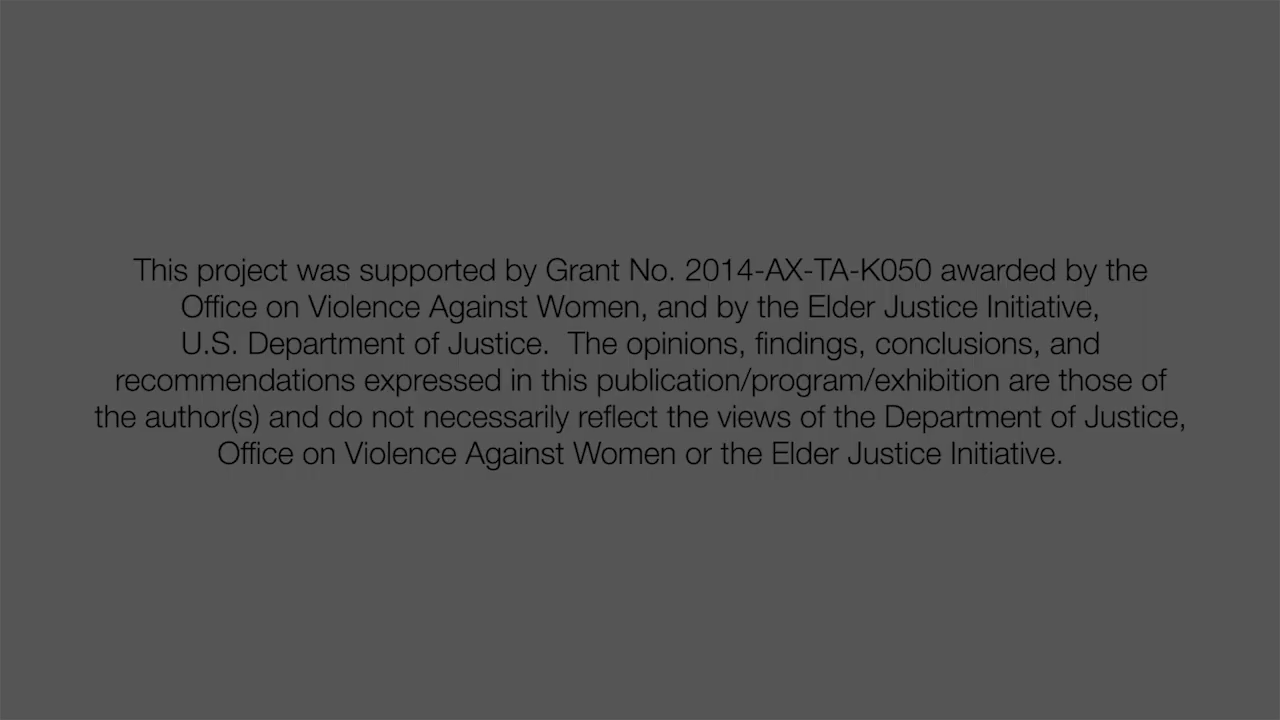 This project was supported by Grant No. 2014-AX-TA-K050 awarded by the
Office on Violence Against Women, and by the Elder Justice Initiative,
U.S. Department of Justice.  The opinions, findings, conclusions, and
recommendations expressed in this publication/program/exhibition are those of
the author(s) and do not necessarily reflect the views of the Department of Justice,
Office on Violence Against Women or the Elder Justice Initiative.